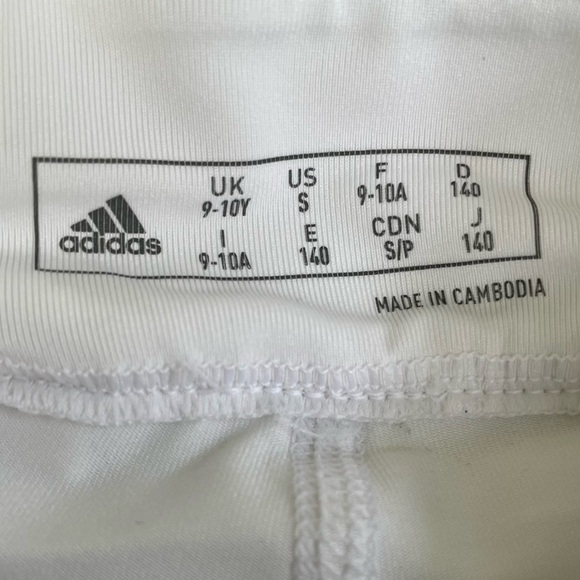 adidas
UK US F D
9-10Y S 9-10A 140
I E CDN J
9-10A 140 S/P 140
MADE IN CAMBODIA